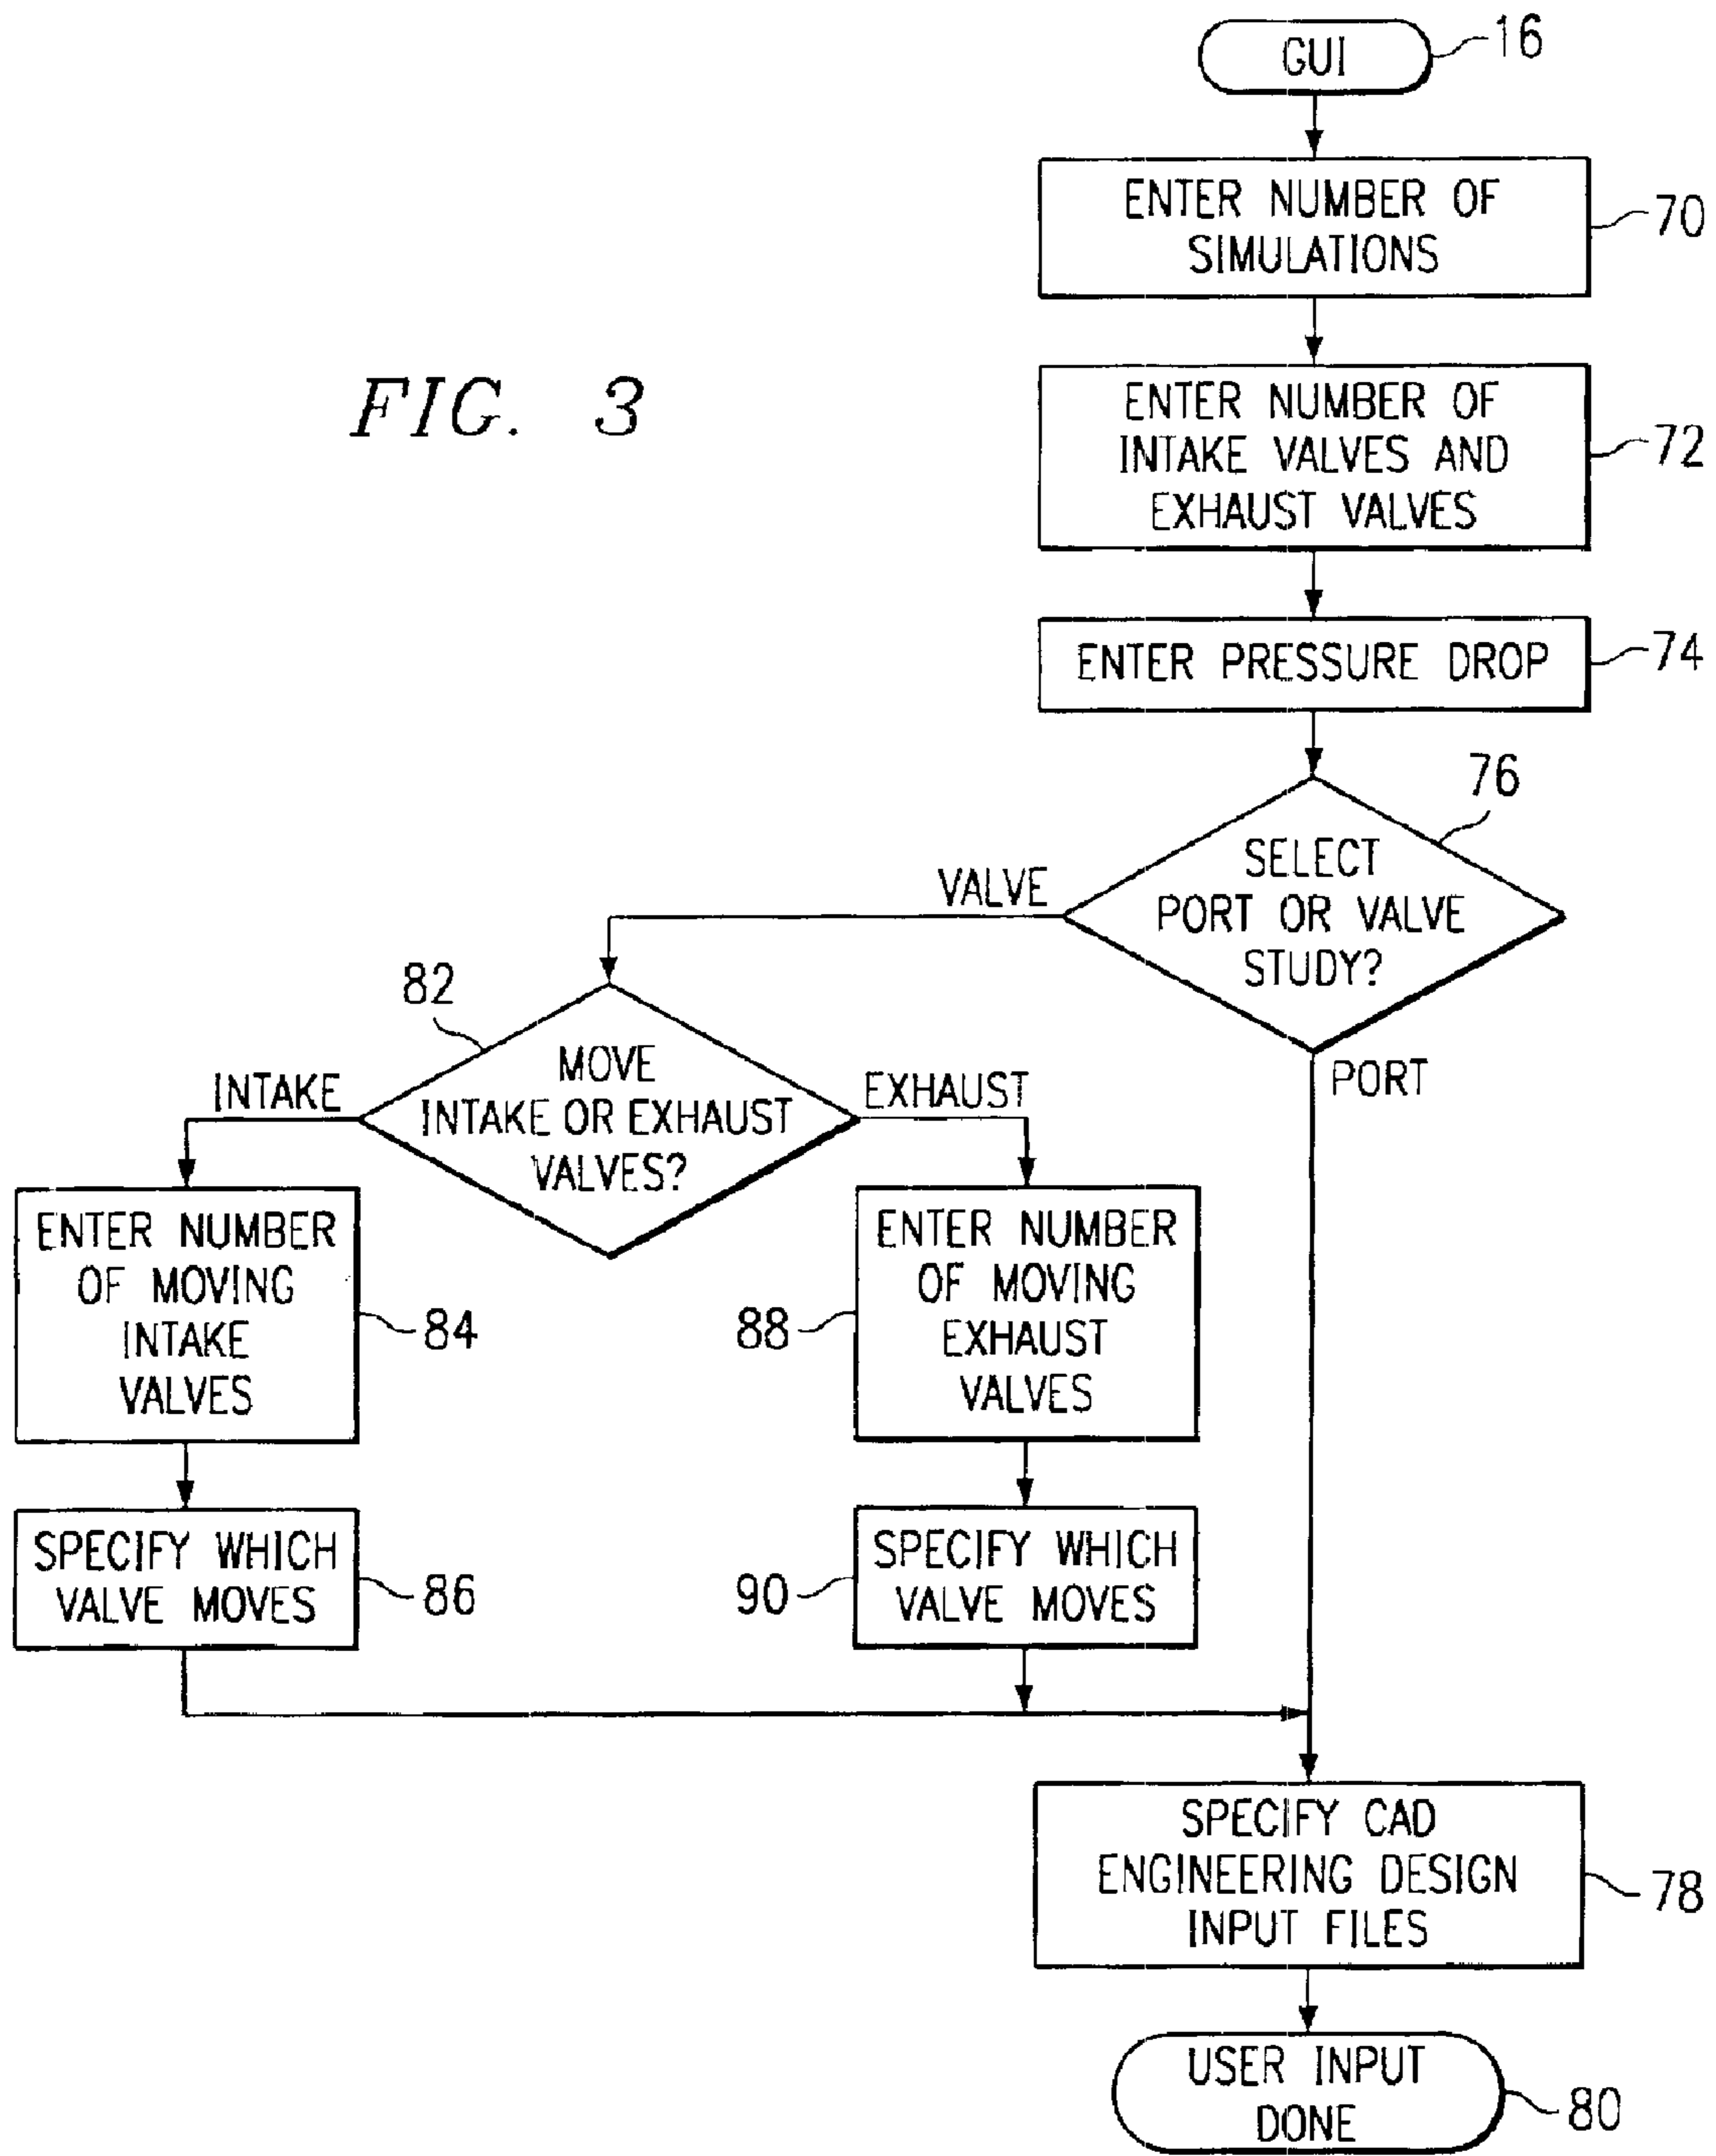 GUI
16
ENTER NUMBER OF
SIMULATIONS
70
FIG. 3
ENTER NUMBER OF
INTAKE VALVES AND
EXHAUST VALVES
72
ENTER PRESSURE DROP
74
76
SELECT
PORT OR VALVE
STUDY?
VALVE
PORT
82
MOVE
INTAKE OR EXHAUST
VALVES?
INTAKE
EXHAUST
ENTER NUMBER
OF MOVING
INTAKE
VALVES
84
88
ENTER NUMBER
OF MOVING
EXHAUST
VALVES
SPECIFY WHICH
VALVE MOVES
86
90
SPECIFY WHICH
VALVE MOVES
SPECIFY CAD
ENGINEERING DESIGN
INPUT FILES
78
USER INPUT
DONE
80